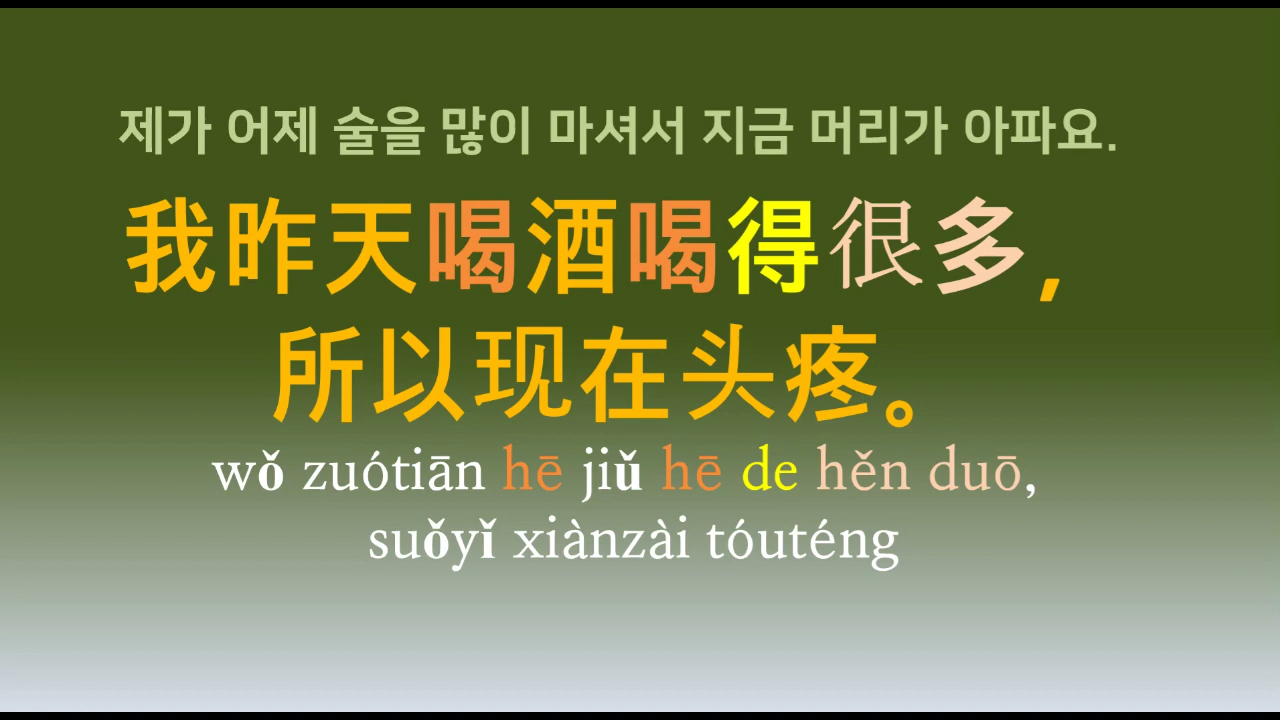 제가 어제 술을 많이 마셔서 지금 머리가 아파요.
我昨天喝酒喝得很多,
所以现在头疼。
wǒ zuótiān hē jiǔ hē de hěn duō,
suǒyǐ xiànzài tóuténg